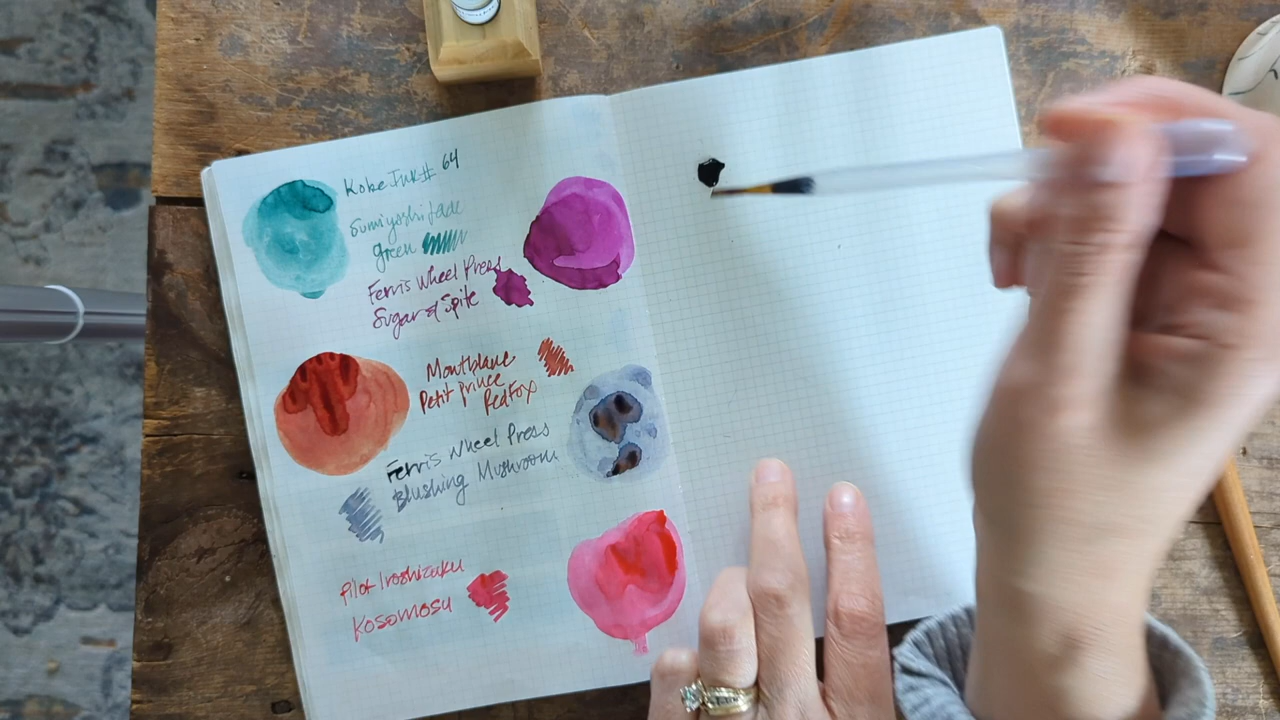 Kobe Ink # 64
Sumiyoshi Jade
green
Ferris Wheel Press
Sugar & Spite
Montblanc
Petit prince
Red Fox
Ferris Wheel Press
Blushing Mushroom
Pilot Iroshizuku
Kosomosu